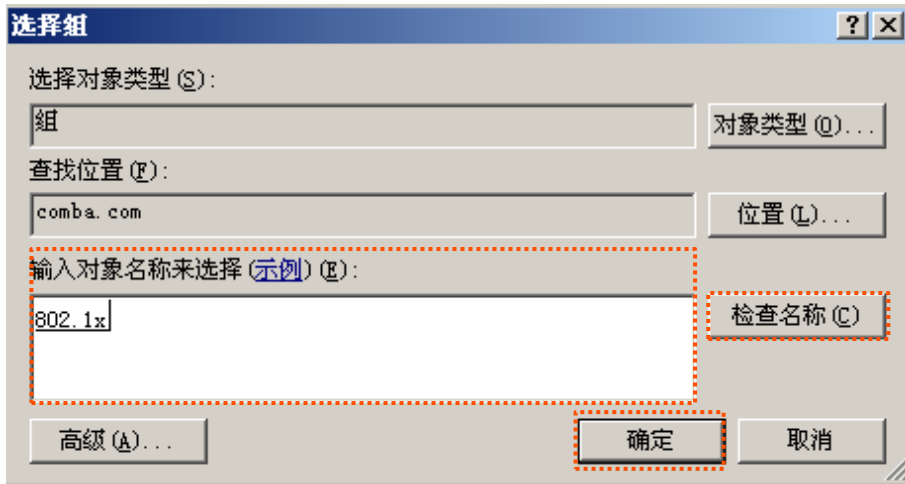 选择组
选择对象类型(S):
组
对象类型(O)...
查找位置(F):
comba.com
位置(L)...
输入对象名称来选择(示例)(E):
802.1x
检查名称(C)
高级(A)...
确定
取消